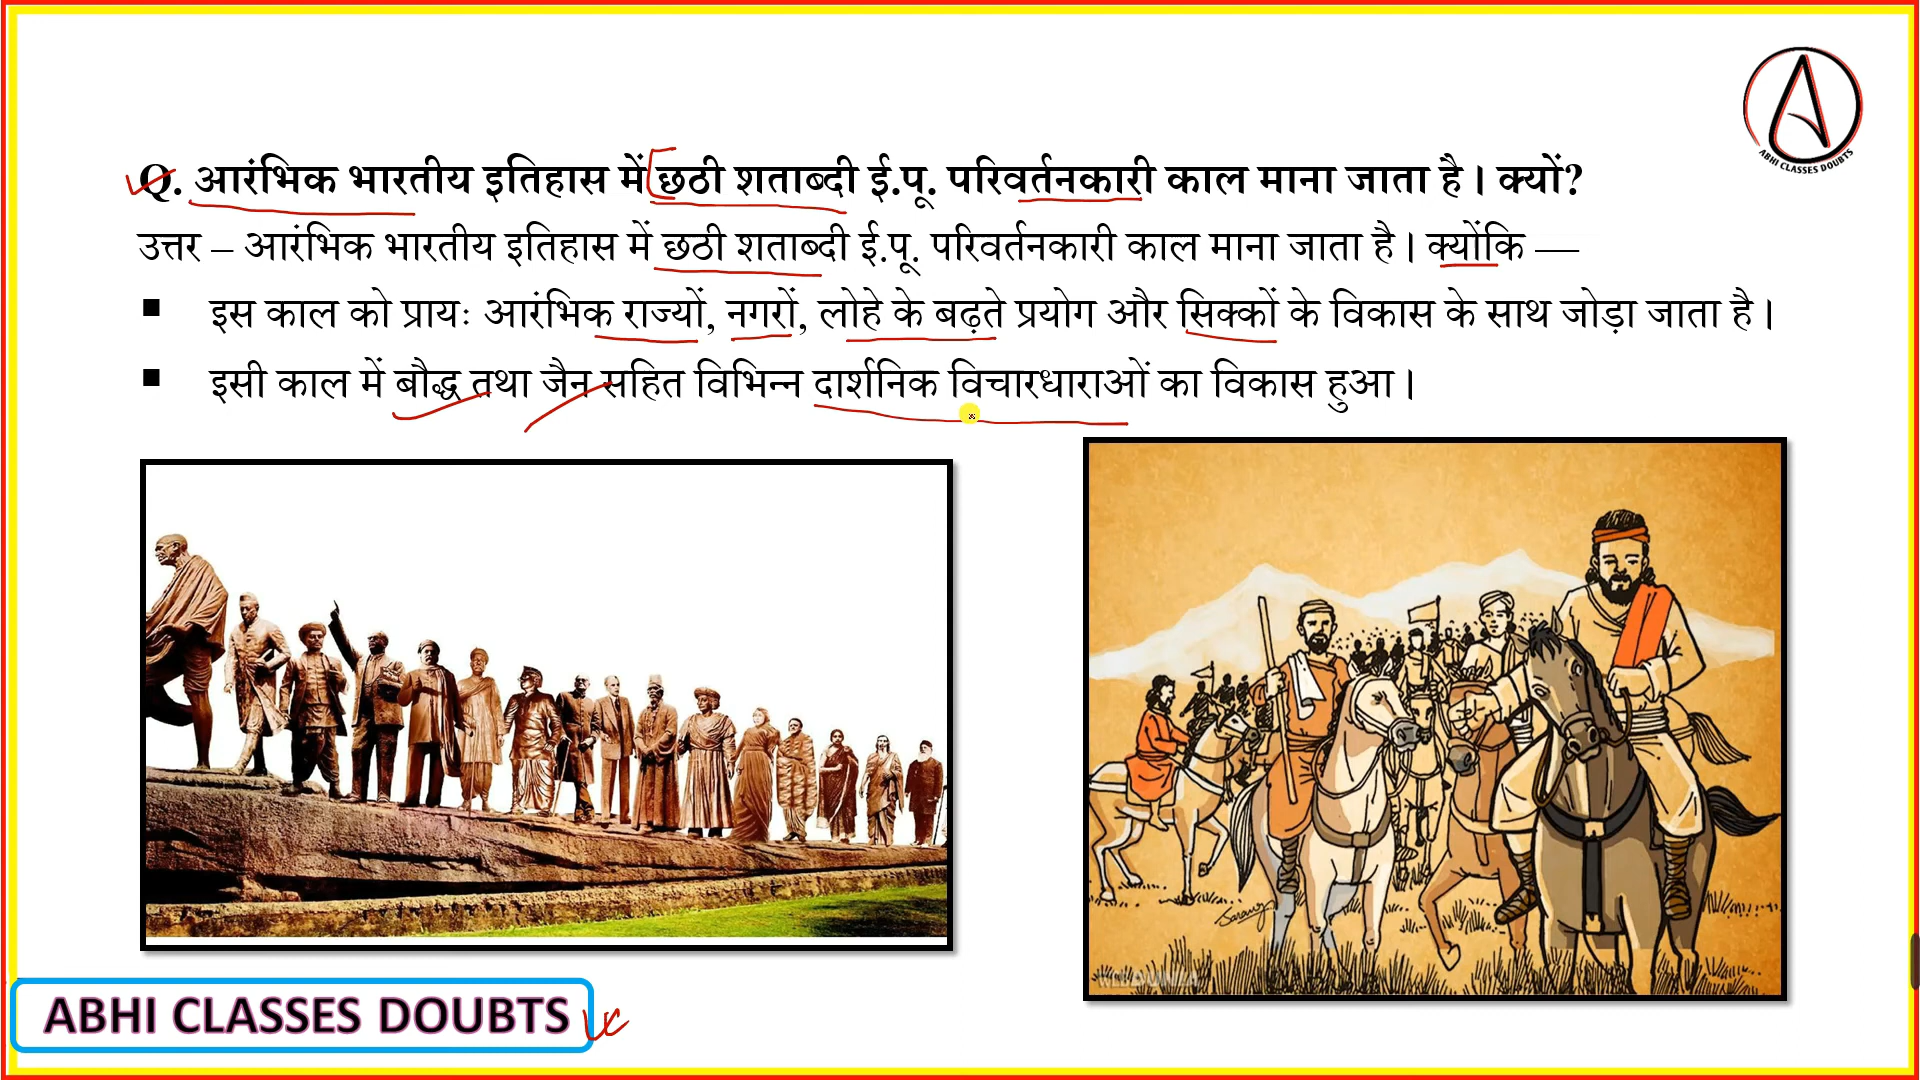 ABHI CLASSES DOUBTS
Q. आरंभिक भारतीय इतिहास में छठी शताब्दी ई.पू. परिवर्तनकारी काल माना जाता है। क्यों?
उत्तर – आरंभिक भारतीय इतिहास में छठी शताब्दी ई.पू. परिवर्तनकारी काल माना जाता है। क्योंकि —
▪ इस काल को प्रायः आरंभिक राज्यों, नगरों, लोहे के बढ़ते प्रयोग और सिक्कों के विकास के साथ जोड़ा जाता है।
▪ इसी काल में बौद्ध तथा जैन सहित विभिन्न दार्शनिक विचारधाराओं का विकास हुआ।
Sarang
ABHI CLASSES DOUBTS